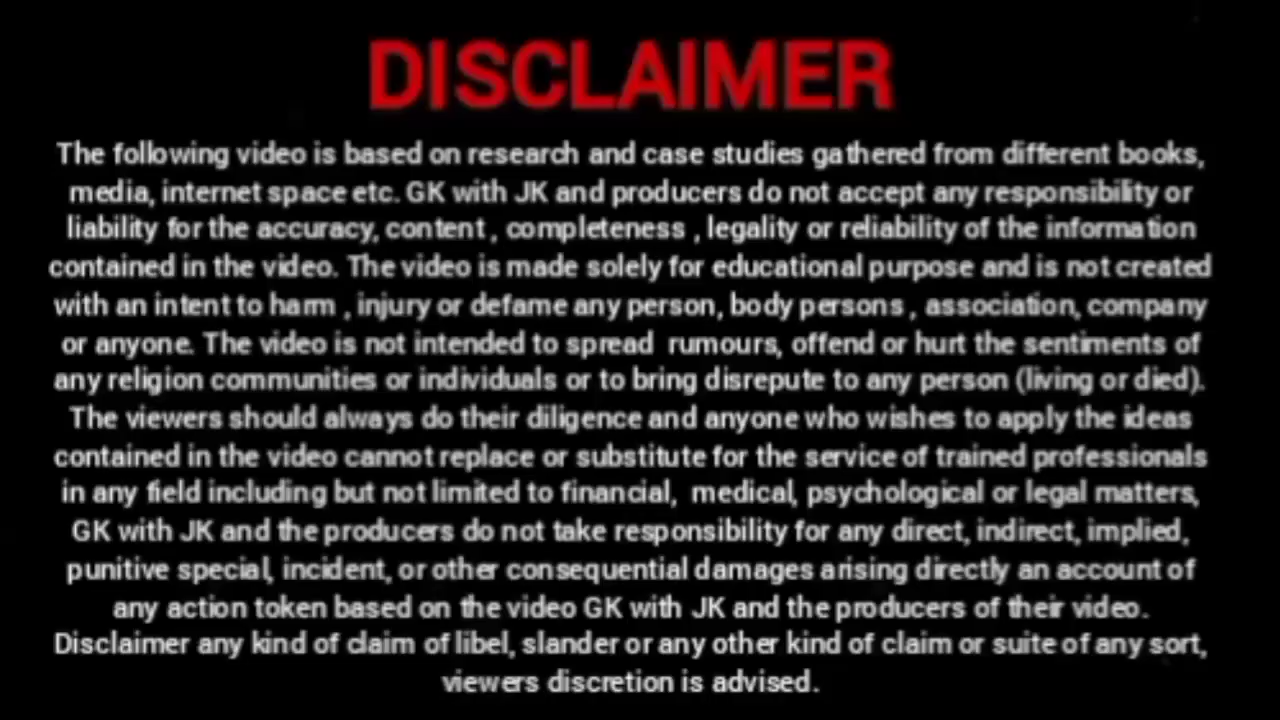 DISCLAIMER
The following video is based on research and case studies gathered from different books,
media, internet space etc. GK with JK and producers do not accept any responsibility or
liability for the accuracy, content , completeness , legality or reliability of the information
contained in the video. The video is made solely for educational purpose and is not created
with an intent to harm , injury or defame any person, body persons , association, company
or anyone. The video is not intended to spread rumours, offend or hurt the sentiments of
any religion communities or individuals or to bring disrepute to any person (living or died).
The viewers should always do their diligence and anyone who wishes to apply the ideas
contained in the video cannot replace or substitute for the service of trained professionals
in any field including but not limited to financial, medical, psychological or legal matters,
GK with JK and the producers do not take responsibility for any direct, indirect, implied,
punitive special, incident, or other consequential damages arising directly an account of
any action token based on the video GK with JK and the producers of their video.
Disclaimer any kind of claim of libel, slander or any other kind of claim or suite of any sort,
viewers discretion is advised.